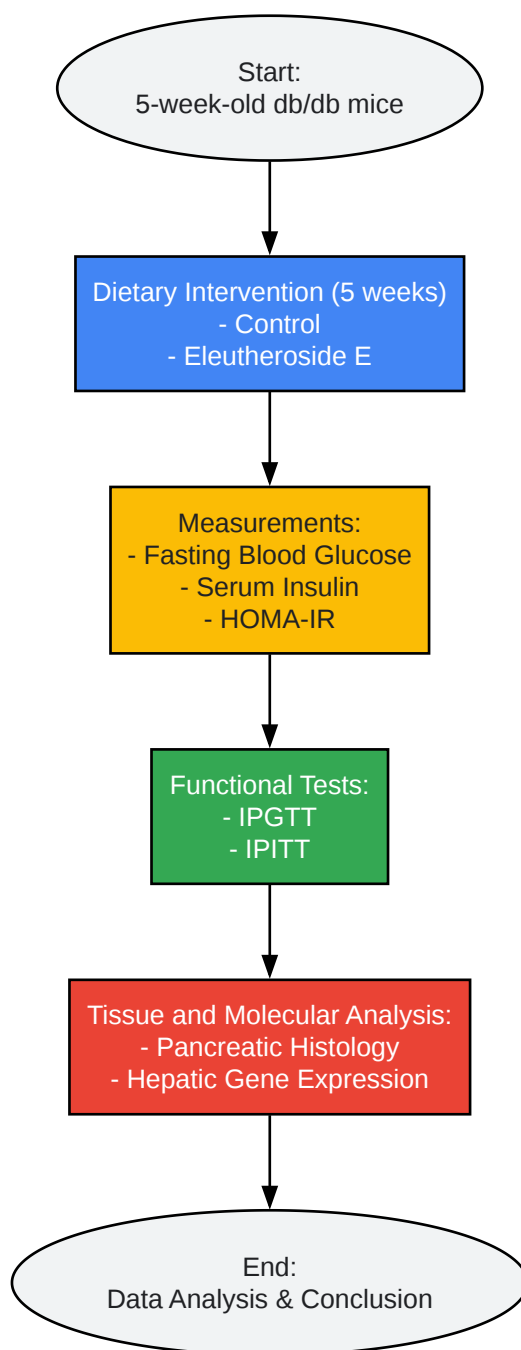 Start:
5-week-old db/db mice
Dietary Intervention (5 weeks)
- Control
- Eleutheroside E
Measurements:
- Fasting Blood Glucose
- Serum Insulin
- HOMA-IR
Functional Tests:
- IPGTT
- IPITT
Tissue and Molecular Analysis:
- Pancreatic Histology
- Hepatic Gene Expression
End:
Data Analysis & Conclusion